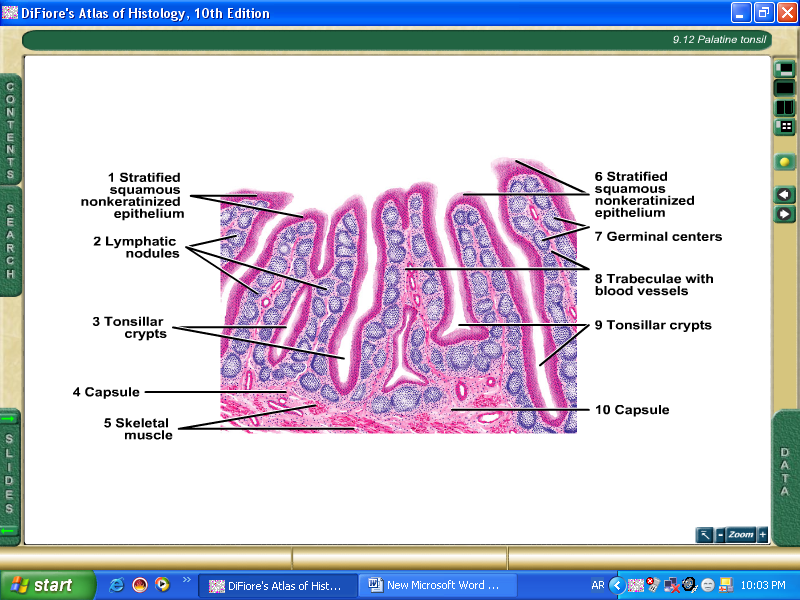 DiFiore's Atlas of Histology, 10th Edition
9.12 Palatine tonsil
CONTENTS
SEARCH
SLIDES
1 Stratified
squamous
nonkeratinized
epithelium
2 Lymphatic
nodules
3 Tonsillar
crypts
4 Capsule
5 Skeletal
muscle
6 Stratified
squamous
nonkeratinized
epithelium
7 Germinal centers
8 Trabeculae with
blood vessels
9 Tonsillar crypts
10 Capsule
DATA
- Zoom +
start
DiFiore's Atlas of Hist...
New Microsoft Word ...
AR
10:03 PM